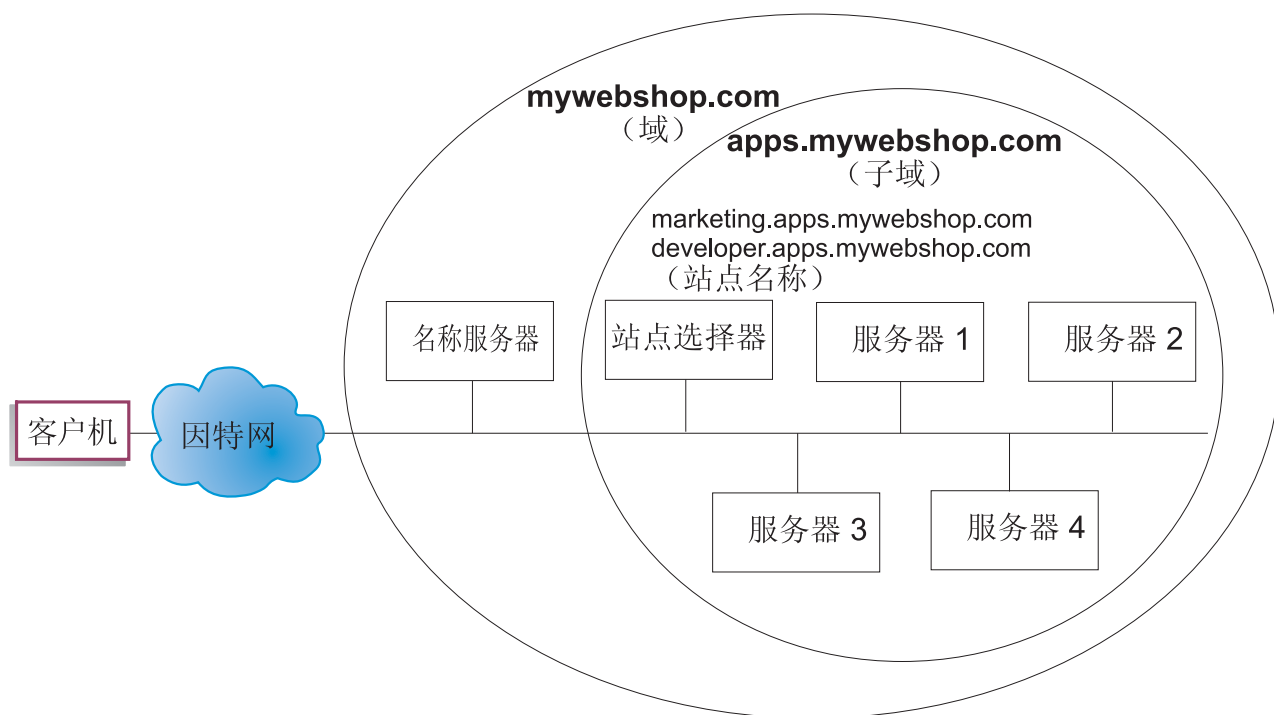 mywebshop.com
（域）
apps.mywebshop.com
（子域）
marketing.apps.mywebshop.com
developer.apps.mywebshop.com
（站点名称）
名称服务器
站点选择器
服务器 1
服务器 2
客户机
因特网
服务器 3
服务器 4